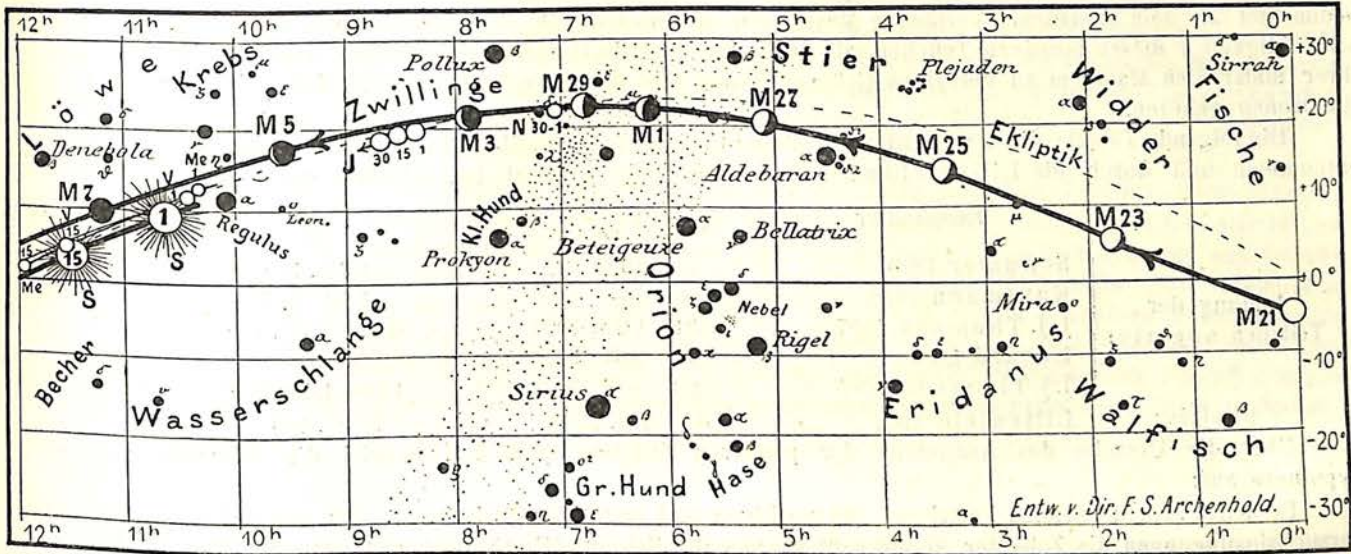 12h 11h 10h 9h 8h 7h 6h 5h 4h 3h 2h 1h 0h
+30°
20°
+10°
+0°
-10°
-20°
-30°
Löwe
Krebs
Zwillinge
Pollux
Stier
Plejaden
Widder
Sirrah
Fische
Ekliptik
Denebola
Regulus
Leon.
Kl.Hund
Prokyon
Beteigeuze
Bellatrix
Aldebaran
Orion
Nebel
Rigel
Mira
Becher
Wasserschlange
Sirius
Gr.Hund
Hase
Eridanus
Walfisch
M 7
M 5
M 3
M 29
M 1
M 27
M 25
M 23
M 21
N 30-1
J
30 15 1
Me
V
1
15
S
S
15
Me
Entw. v. Dir. F. S. Archenhold.
12h 11h 10h 9h 8h 7h 6h 5h 4h 3h 2h 1h 0h